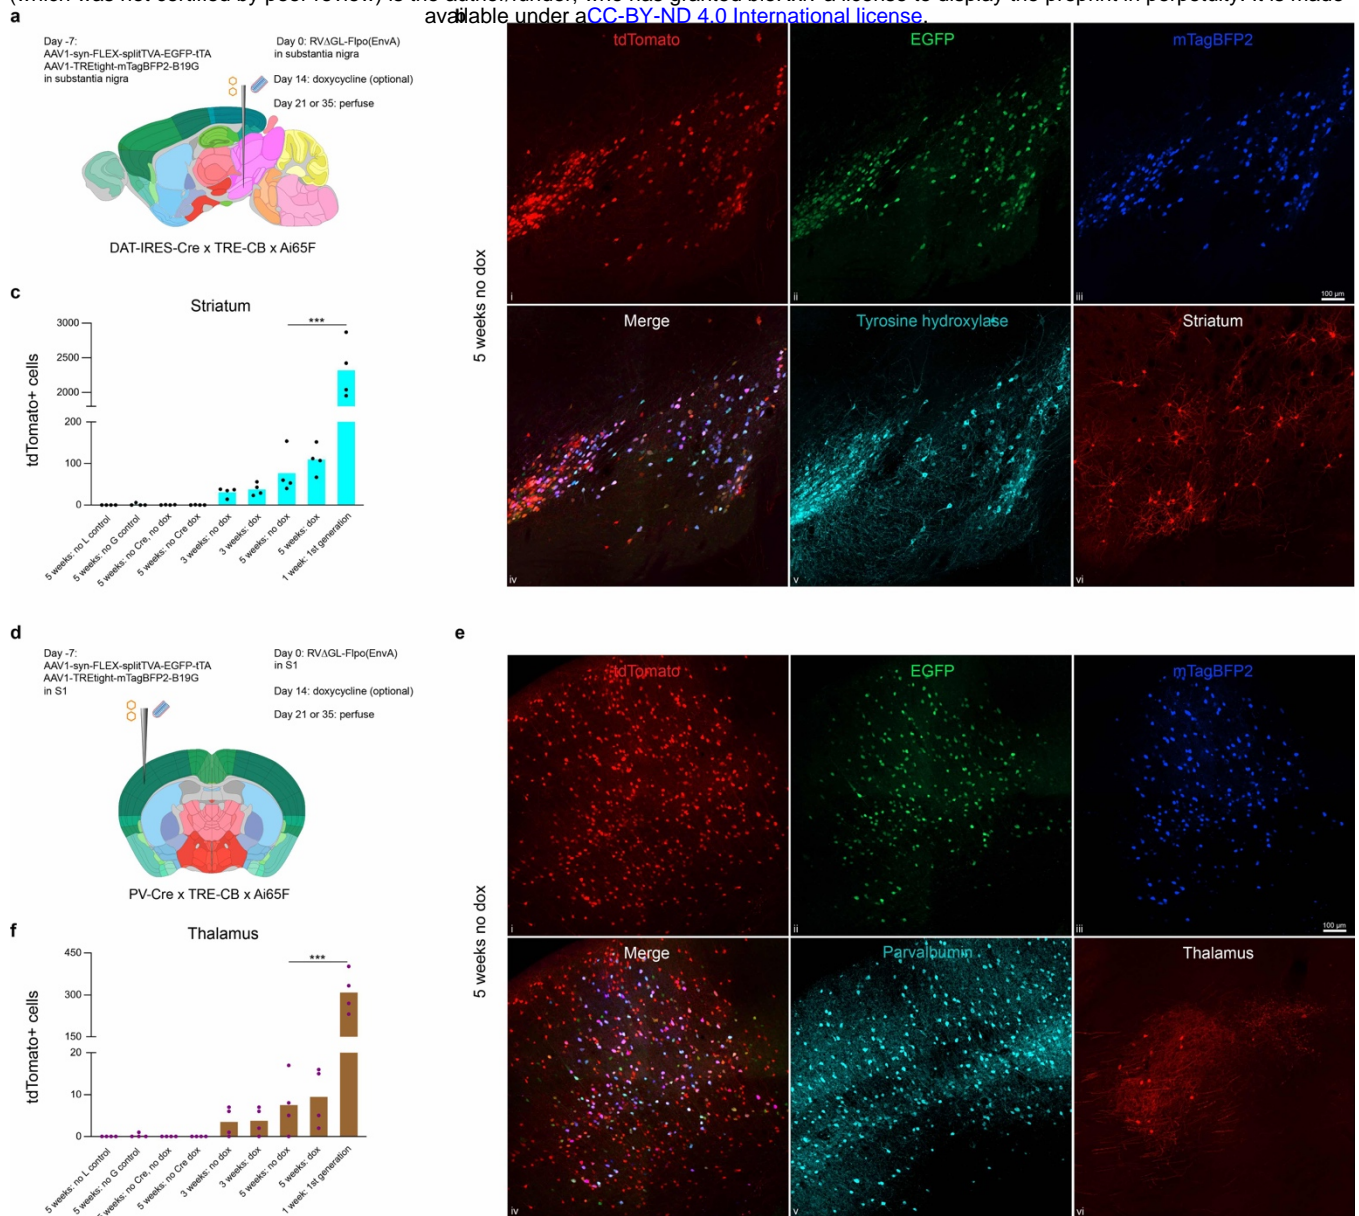 available under aCC-BY-ND 4.0 International license.
a
b
Day -7:
AAV1-syn-FLEX-splitTVA-EGFP-tTA
AAV1-TREtight-mTagBFP2-B19G
in substantia nigra
Day 0: RVΔGL-Flpo(EnvA)
in substantia nigra
Day 14: doxycycline (optional)
Day 21 or 35: perfuse
DAT-IRES-Cre x TRE-CB x Ai65F
5 weeks no dox
tdTomato
EGFP
mTagBFP2
i
ii
iii
100 µm
Merge
Tyrosine hydroxylase
Striatum
iv
v
vi
c
Striatum
tdTomato+ cells
3000
2500
2000
200
100
0
***
5 weeks: no L control
5 weeks: no G control
5 weeks: no Cre, no dox
5 weeks: no Cre dox
3 weeks: no dox
3 weeks: dox
5 weeks: no dox
5 weeks: dox
1 week: 1st generation
d
Day -7:
AAV1-syn-FLEX-splitTVA-EGFP-tTA
AAV1-TREtight-mTagBFP2-B19G
in S1
Day 0: RVΔGL-Flpo(EnvA)
in S1
Day 14: doxycycline (optional)
Day 21 or 35: perfuse
PV-Cre x TRE-CB x Ai65F
e
5 weeks no dox
tdTomato
EGFP
mTagBFP2
i
ii
iii
100 µm
Merge
Parvalbumin
Thalamus
iv
v
vi
f
Thalamus
tdTomato+ cells
450
300
150
20
10
0
***
5 weeks: no L control
5 weeks: no G control
weeks: no Cre, no dox
5 weeks: no Cre dox
3 weeks: no dox
3 weeks: dox
5 weeks: no dox
5 weeks: dox
1 week: 1st generation